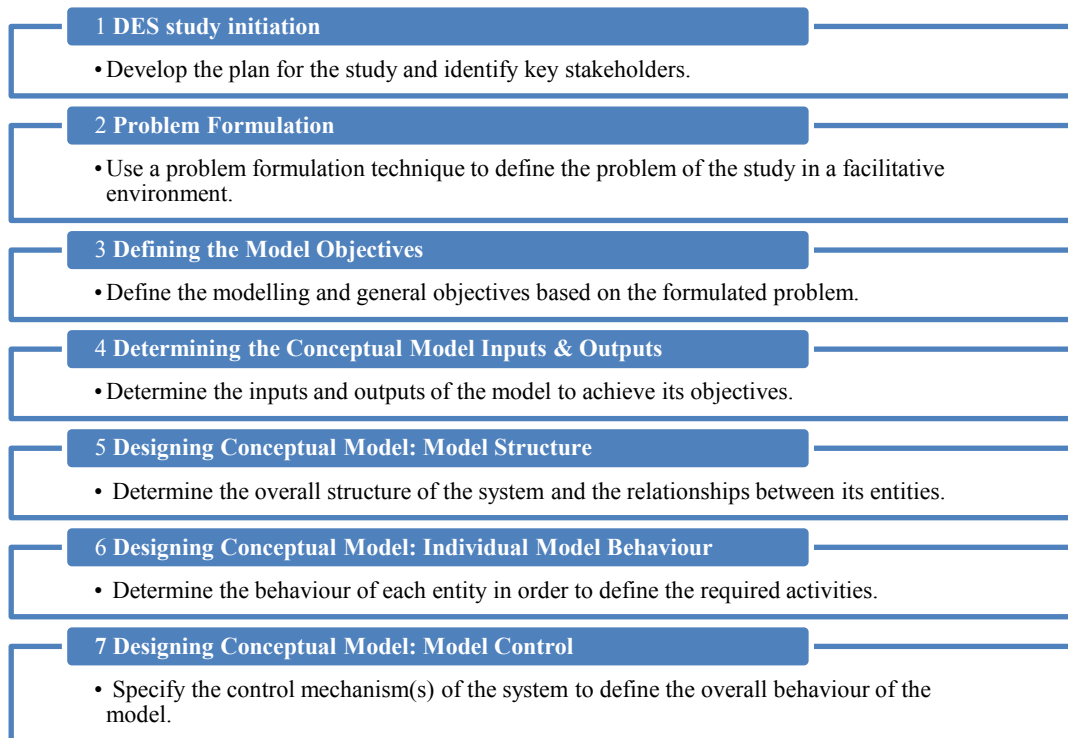 1 DES study initiation
• Develop the plan for the study and identify key stakeholders.
2 Problem Formulation
• Use a problem formulation technique to define the problem of the study in a facilitative
environment.
3 Defining the Model Objectives
• Define the modelling and general objectives based on the formulated problem.
4 Determining the Conceptual Model Inputs & Outputs
• Determine the inputs and outputs of the model to achieve its objectives.
5 Designing Conceptual Model: Model Structure
• Determine the overall structure of the system and the relationships between its entities.
6 Designing Conceptual Model: Individual Model Behaviour
• Determine the behaviour of each entity in order to define the required activities.
7 Designing Conceptual Model: Model Control
• Specify the control mechanism(s) of the system to define the overall behaviour of the
model.